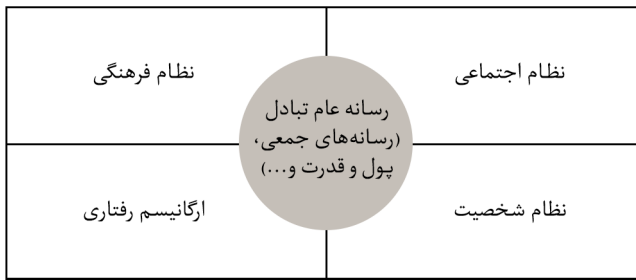 نظام اجتماعی
نظام فرهنگی
رسانه عام تبادل
(رسانه‌های جمعی،
پول و قدرت و...)
نظام شخصیت
ارگانیسم رفتاری